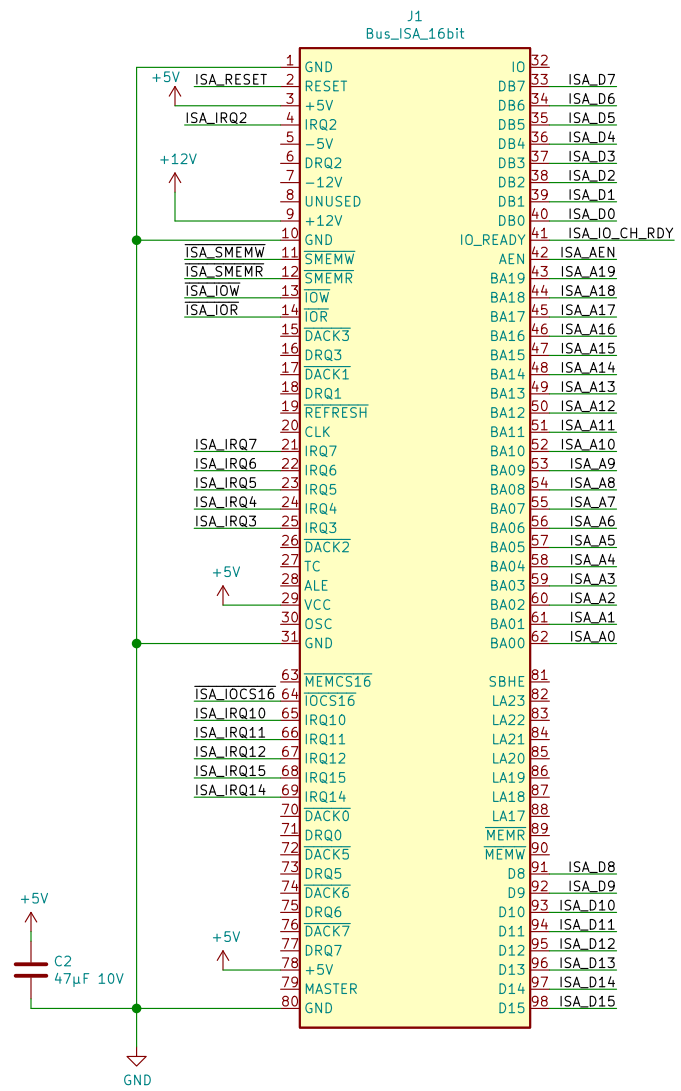 J1
Bus_ISA_16bit
1 GND IO 32
+5V ISA_RESET 2 RESET DB7 33 ISA_D7
3 +5V DB6 34 ISA_D6
ISA_IRQ2 4 IRQ2 DB5 35 ISA_D5
5 -5V DB4 36 ISA_D4
+12V 6 DRQ2 DB3 37 ISA_D3
7 -12V DB2 38 ISA_D2
8 UNUSED DB1 39 ISA_D1
9 +12V DB0 40 ISA_D0
10 GND IO_READY 41 ISA_IO_CH_RDY
ISA_SMEMW 11 SMEMW AEN 42 ISA_AEN
ISA_SMEMR 12 SMEMR BA19 43 ISA_A19
ISA_IOW 13 IOW BA18 44 ISA_A18
ISA_IOR 14 IOR BA17 45 ISA_A17
15 DACK3 BA16 46 ISA_A16
16 DRQ3 BA15 47 ISA_A15
17 DACK1 BA14 48 ISA_A14
18 DRQ1 BA13 49 ISA_A13
19 REFRESH BA12 50 ISA_A12
20 CLK BA11 51 ISA_A11
ISA_IRQ7 21 IRQ7 BA10 52 ISA_A10
ISA_IRQ6 22 IRQ6 BA09 53 ISA_A9
ISA_IRQ5 23 IRQ5 BA08 54 ISA_A8
ISA_IRQ4 24 IRQ4 BA07 55 ISA_A7
ISA_IRQ3 25 IRQ3 BA06 56 ISA_A6
26 DACK2 BA05 57 ISA_A5
+5V 27 TC BA04 58 ISA_A4
28 ALE BA03 59 ISA_A3
29 VCC BA02 60 ISA_A2
30 OSC BA01 61 ISA_A1
31 GND BA00 62 ISA_A0
63 MEMCS16 SBHE 81
ISA_IOCS16 64 IOCS16 LA23 82
ISA_IRQ10 65 IRQ10 LA22 83
ISA_IRQ11 66 IRQ11 LA21 84
ISA_IRQ12 67 IRQ12 LA20 85
ISA_IRQ15 68 IRQ15 LA19 86
ISA_IRQ14 69 IRQ14 LA18 87
70 DACK0 LA17 88
71 DRQ0 MEMR 89
72 DACK5 MEMW 90
73 DRQ5 D8 91 ISA_D8
+5V 74 DACK6 D9 92 ISA_D9
75 DRQ6 D10 93 ISA_D10
+5V 76 DACK7 D11 94 ISA_D11
77 DRQ7 D12 95 ISA_D12
C2 78 +5V D13 96 ISA_D13
47µF 10V 79 MASTER D14 97 ISA_D14
80 GND D15 98 ISA_D15
GND